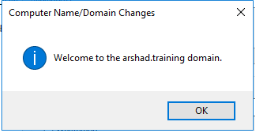 Computer Name/Domain Changes
Welcome to the arshad.training domain.
OK